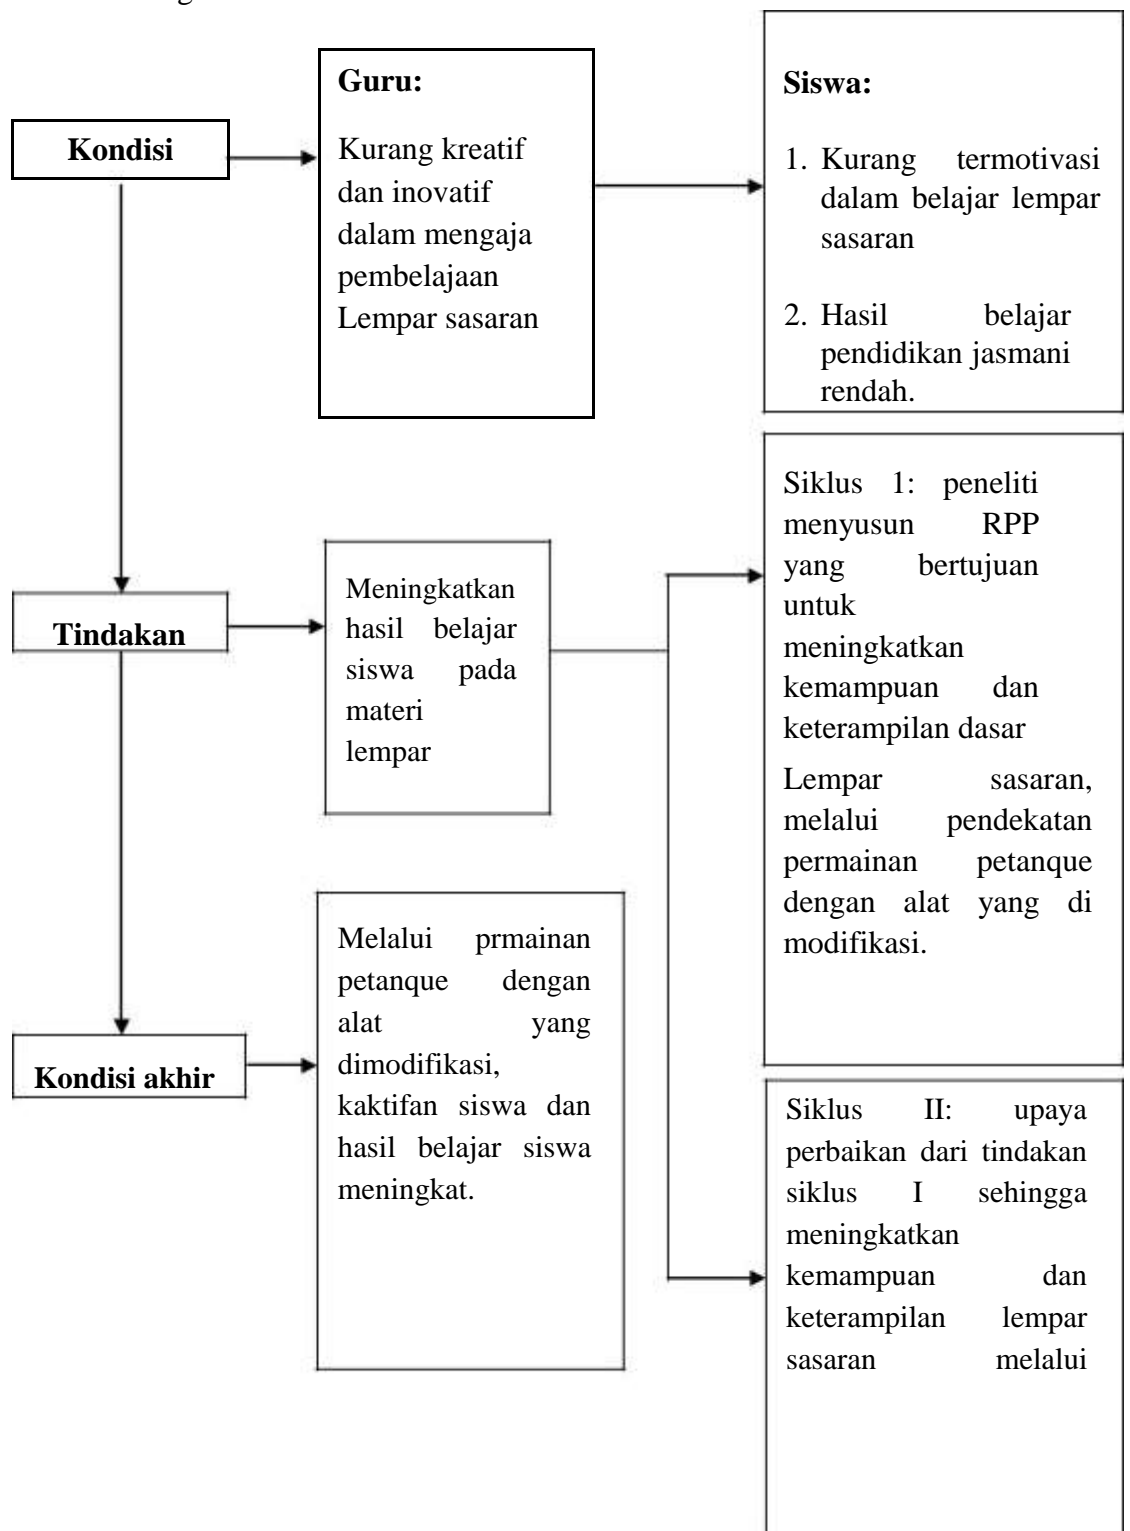 Kondisi
Guru:
Kurang kreatif
dan inovatif
dalam mengaja
pembelajaan
Lempar sasaran
Siswa:
1. Kurang termotivasi
dalam belajar lempar
sasaran
2. Hasil belajar
pendidikan jasmani
rendah.
Tindakan
Meningkatkan
hasil belajar
siswa pada
materi
lempar
Siklus 1: peneliti
menyusun RPP
yang bertujuan
untuk
meningkatkan
kemampuan dan
keterampilan dasar
Lempar sasaran,
melalui pendekatan
permainan petanque
dengan alat yang di
modifikasi.
Kondisi akhir
Melalui prmainan
petanque dengan
alat yang
dimodifikasi,
kaktifan siswa dan
hasil belajar siswa
meningkat.
Siklus II: upaya
perbaikan dari tindakan
siklus I sehingga
meningkatkan
kemampuan dan
keterampilan lempar
sasaran melalui